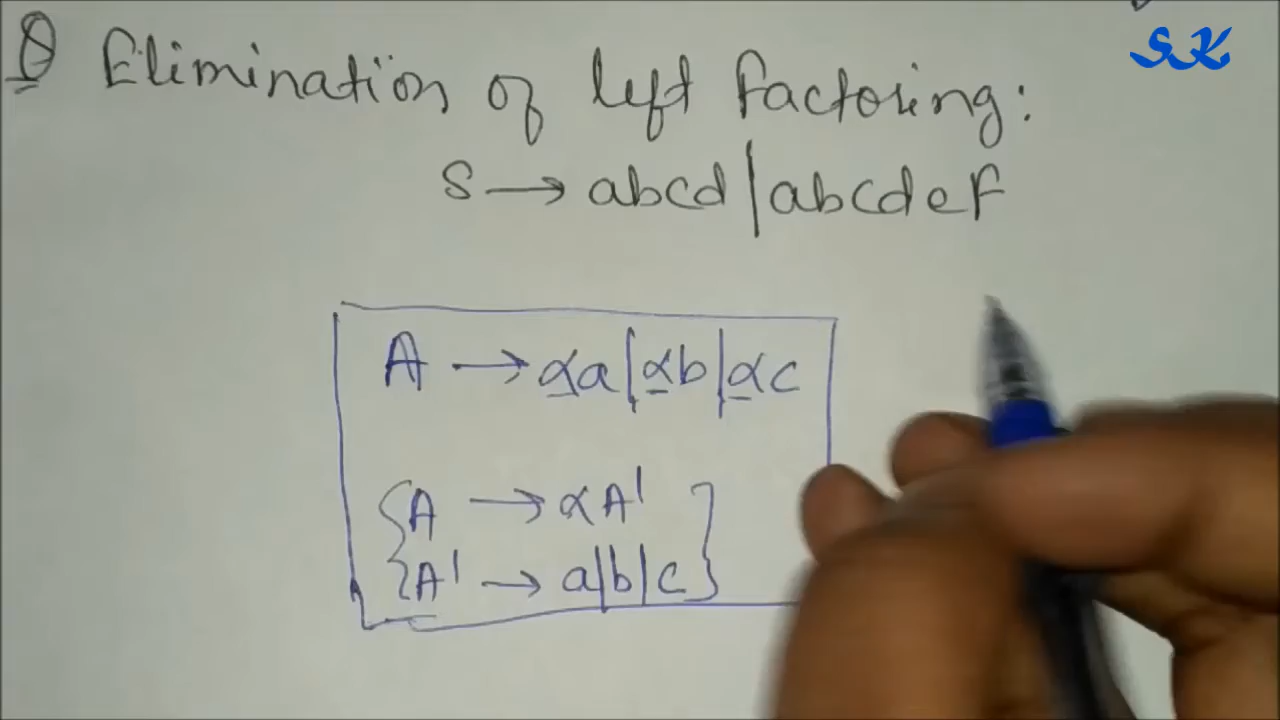 Q Elimination of left factoring:
SK
S → abcd | abcdef
A → αa | αb | αc
{ A → αA'
A' → a | b | c }